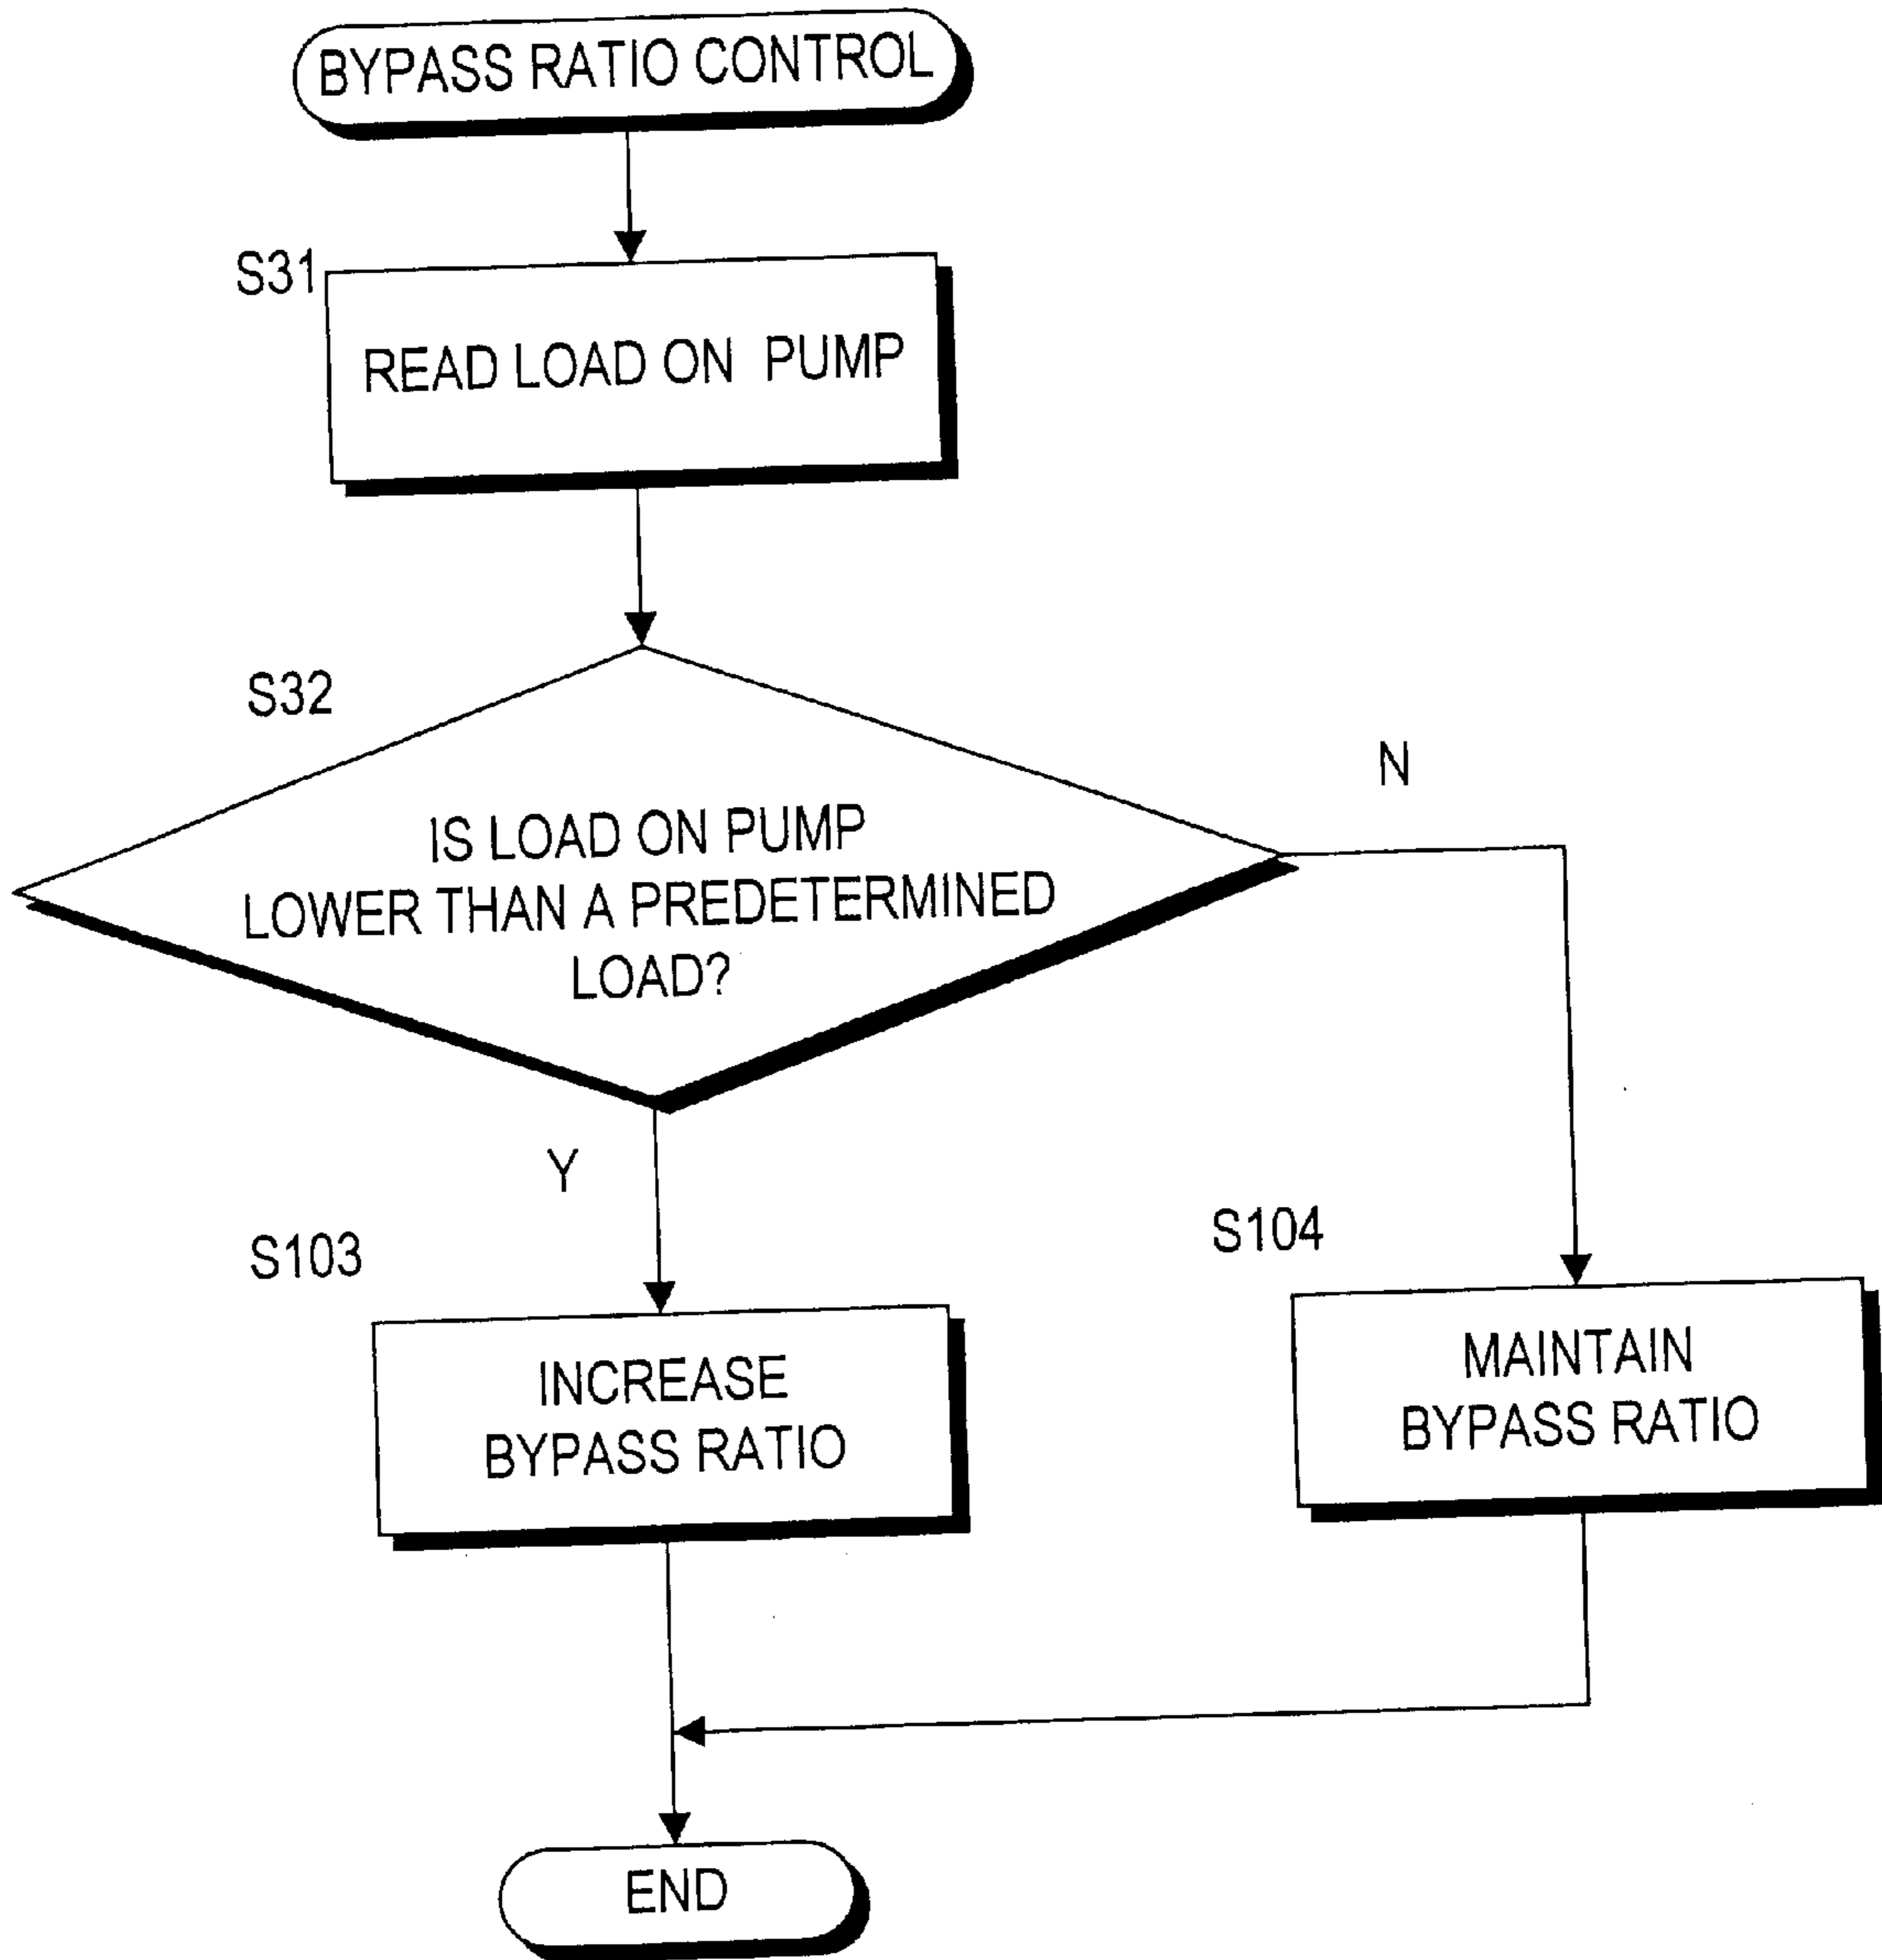 BYPASS RATIO CONTROL
S31
READ LOAD ON PUMP
S32
N
IS LOAD ON PUMP
LOWER THAN A PREDETERMINED
LOAD?
Y
S103
S104
INCREASE
BYPASS RATIO
MAINTAIN
BYPASS RATIO
END